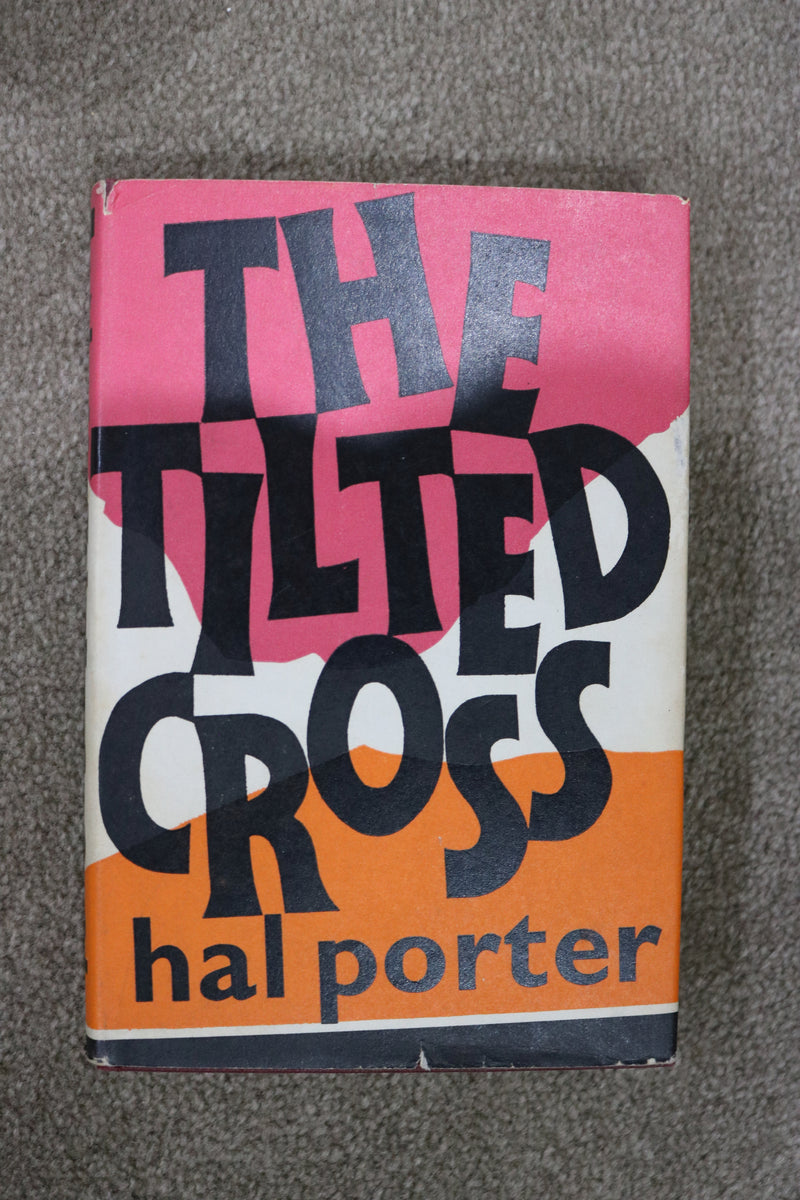 THE
TILTED
CROSS
hal porter